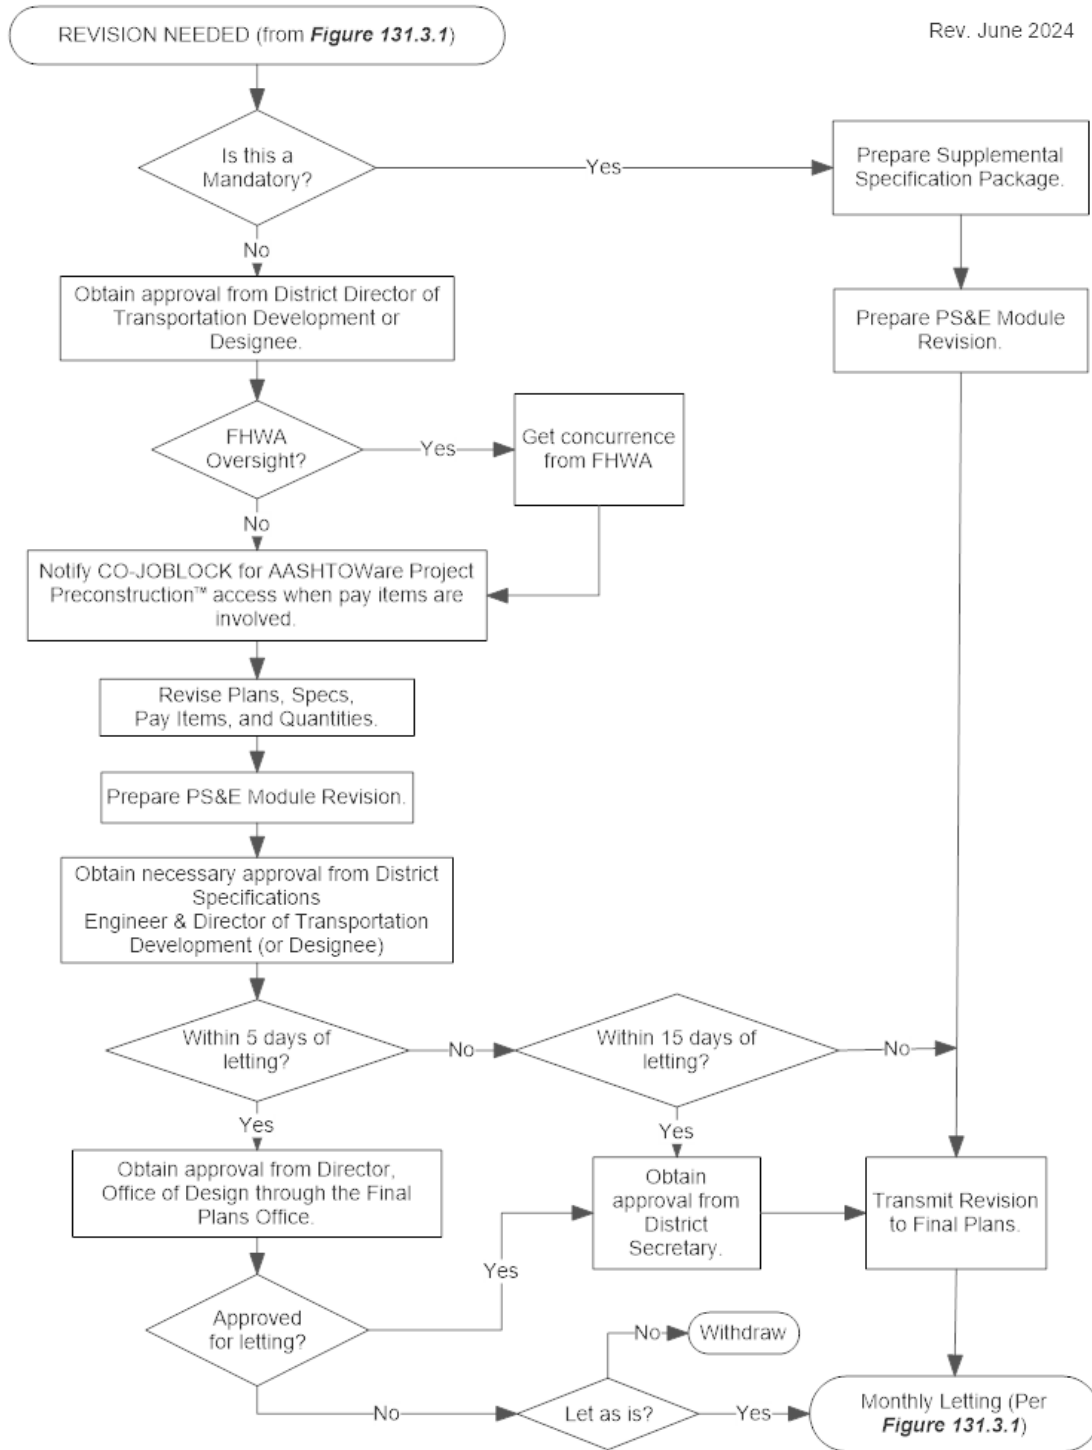 REVISION NEEDED (from Figure 131.3.1)
Rev. June 2024
Is this a
Mandatory?
Yes
Prepare Supplemental
Specification Package.
No
Obtain approval from District Director of
Transportation Development or
Designee.
Prepare PS&E Module
Revision.
FHWA
Oversight?
Yes
Get concurrence
from FHWA
No
Notify CO-JOBLOCK for AASHTOWare Project
Preconstruction™ access when pay items are
involved.
Revise Plans, Specs,
Pay Items, and Quantities.
Prepare PS&E Module Revision.
Obtain necessary approval from District
Specifications
Engineer & Director of Transportation
Development (or Designee)
Within 5 days of
letting?
No
Within 15 days of
letting?
No
Yes
Yes
Obtain approval from Director,
Office of Design through the Final
Plans Office.
Obtain
approval from
District
Secretary.
Transmit Revision
to Final Plans.
Approved
for letting?
Yes
No
Let as is?
No
Withdraw
Yes
Monthly Letting (Per
Figure 131.3.1)